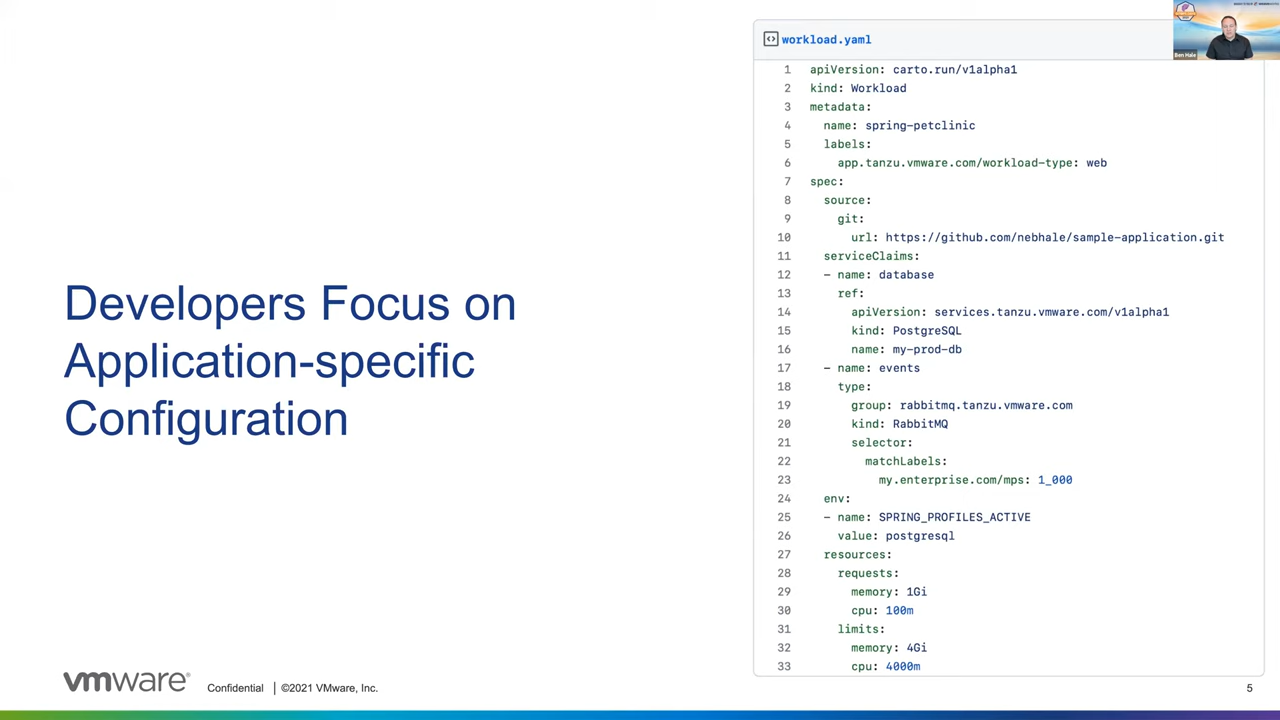 Developers Focus on
Application-specific
Configuration
workload.yaml
1 apiVersion: carto.run/v1alpha1
2 kind: Workload
3 metadata:
4 name: spring-petclinic
5 labels:
6 app.tanzu.vmware.com/workload-type: web
7 spec:
8 source:
9 git:
10 url: https://github.com/nebhale/sample-application.git
11 serviceClaims:
12 - name: database
13 ref:
14 apiVersion: services.tanzu.vmware.com/v1alpha1
15 kind: PostgreSQL
16 name: my-prod-db
17 - name: events
18 type:
19 group: rabbitmq.tanzu.vmware.com
20 kind: RabbitMQ
21 selector:
22 matchLabels:
23 my.enterprise.com/mps: 1_000
24 env:
25 - name: SPRING_PROFILES_ACTIVE
26 value: postgresql
27 resources:
28 requests:
29 memory: 1Gi
30 cpu: 100m
31 limits:
32 memory: 4Gi
33 cpu: 4000m
Ben Hale
vmware®
Confidential | ©2021 VMware, Inc.
5